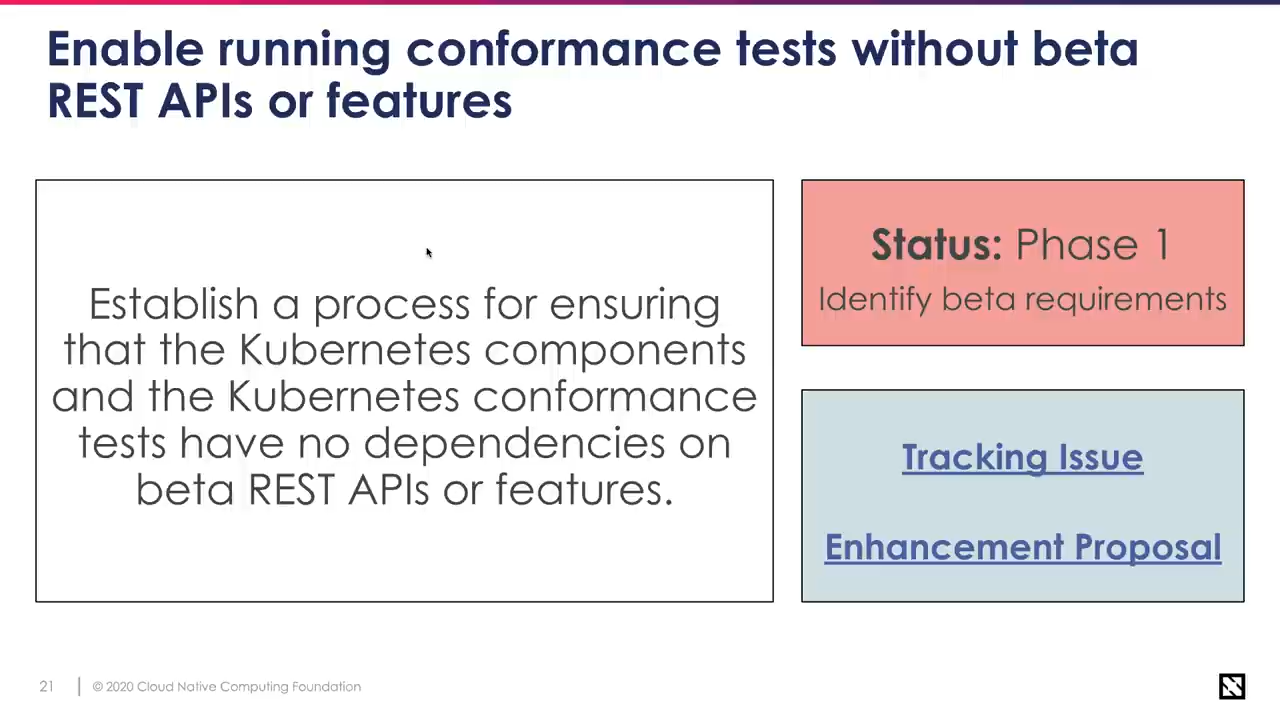 Enable running conformance tests without beta
REST APIs or features
Establish a process for ensuring
that the Kubernetes components
and the Kubernetes conformance
tests have no dependencies on
beta REST APIs or features.
Status: Phase 1
Identify beta requirements
Tracking Issue
Enhancement Proposal
21
© 2020 Cloud Native Computing Foundation